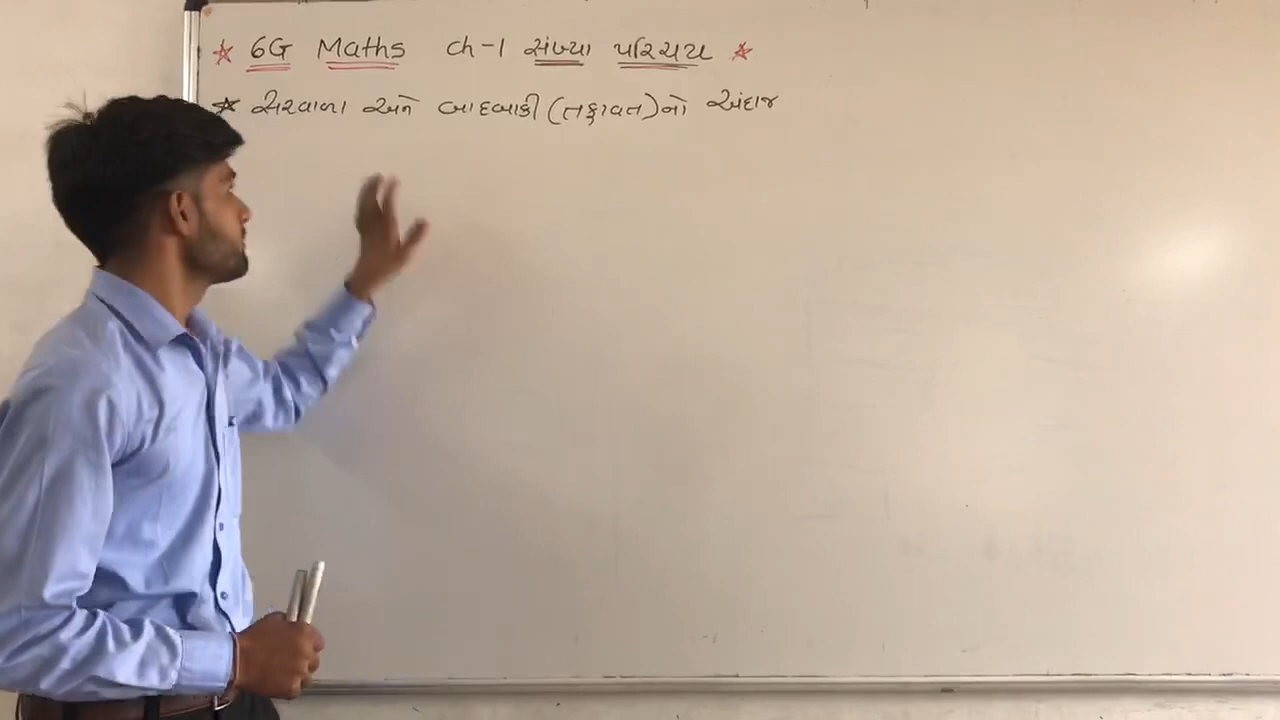 ☆ 6G Maths ch-1 સંખ્યા પરિચય ☆
☆ સરવાળા અને બાદબાકી (તફાવત)નો અંદાજ